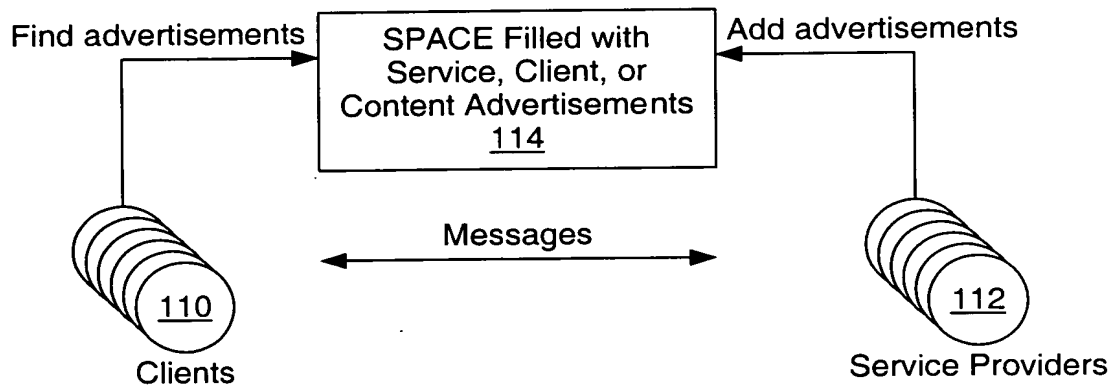 Find advertisements
SPACE Filled with
Service, Client, or
Content Advertisements
114
Add advertisements
Messages
110
Clients
112
Service Providers